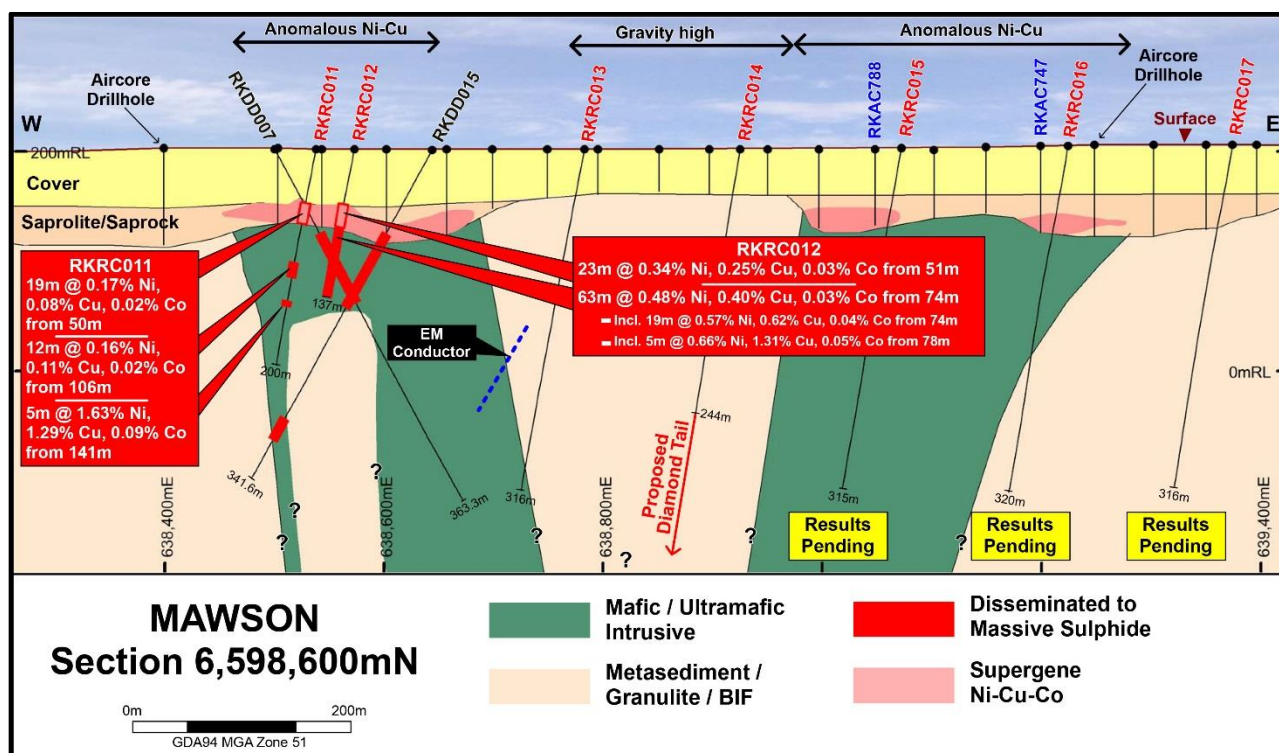 Anomalous Ni-Cu
Gravity high
Anomalous Ni-Cu
Aircore
Drillhole
RKDD007
RKRC011
RKRC012
RKDD015
RKRC013
RKRC014
RKAC788
RKRC015
RKAC747
RKRC016
Aircore
Drillhole
RKRC017
W
E
Surface
200mRL
Cover
Saprolite/Saprock
RKRC011
19m @ 0.17% Ni,
0.08% Cu, 0.02% Co
from 50m
12m @ 0.16% Ni,
0.11% Cu, 0.02% Co
from 106m
5m @ 1.63% Ni,
1.29% Cu, 0.09% Co
from 141m
RKRC012
23m @ 0.34% Ni, 0.25% Cu, 0.03% Co from 51m
63m @ 0.48% Ni, 0.40% Cu, 0.03% Co from 74m
Incl. 19m @ 0.57% Ni, 0.62% Cu, 0.04% Co from 74m
Incl. 5m @ 0.66% Ni, 1.31% Cu, 0.05% Co from 78m
137m
EM
Conductor
200m
0mRL
244m
Proposed
Diamond Tail
341.6m
363.3m
316m
315m
320m
316m
?
?
?
?
?
?
?
638,400mE
638,600mE
638,800mE
639,400mE
Results
Pending
Results
Pending
Results
Pending
MAWSON
Section 6,598,600mN
0m
200m
GDA94 MGA Zone 51
Mafic / Ultramafic
Intrusive
Metasediment /
Granulite / BIF
Disseminated to
Massive Sulphide
Supergene
Ni-Cu-Co